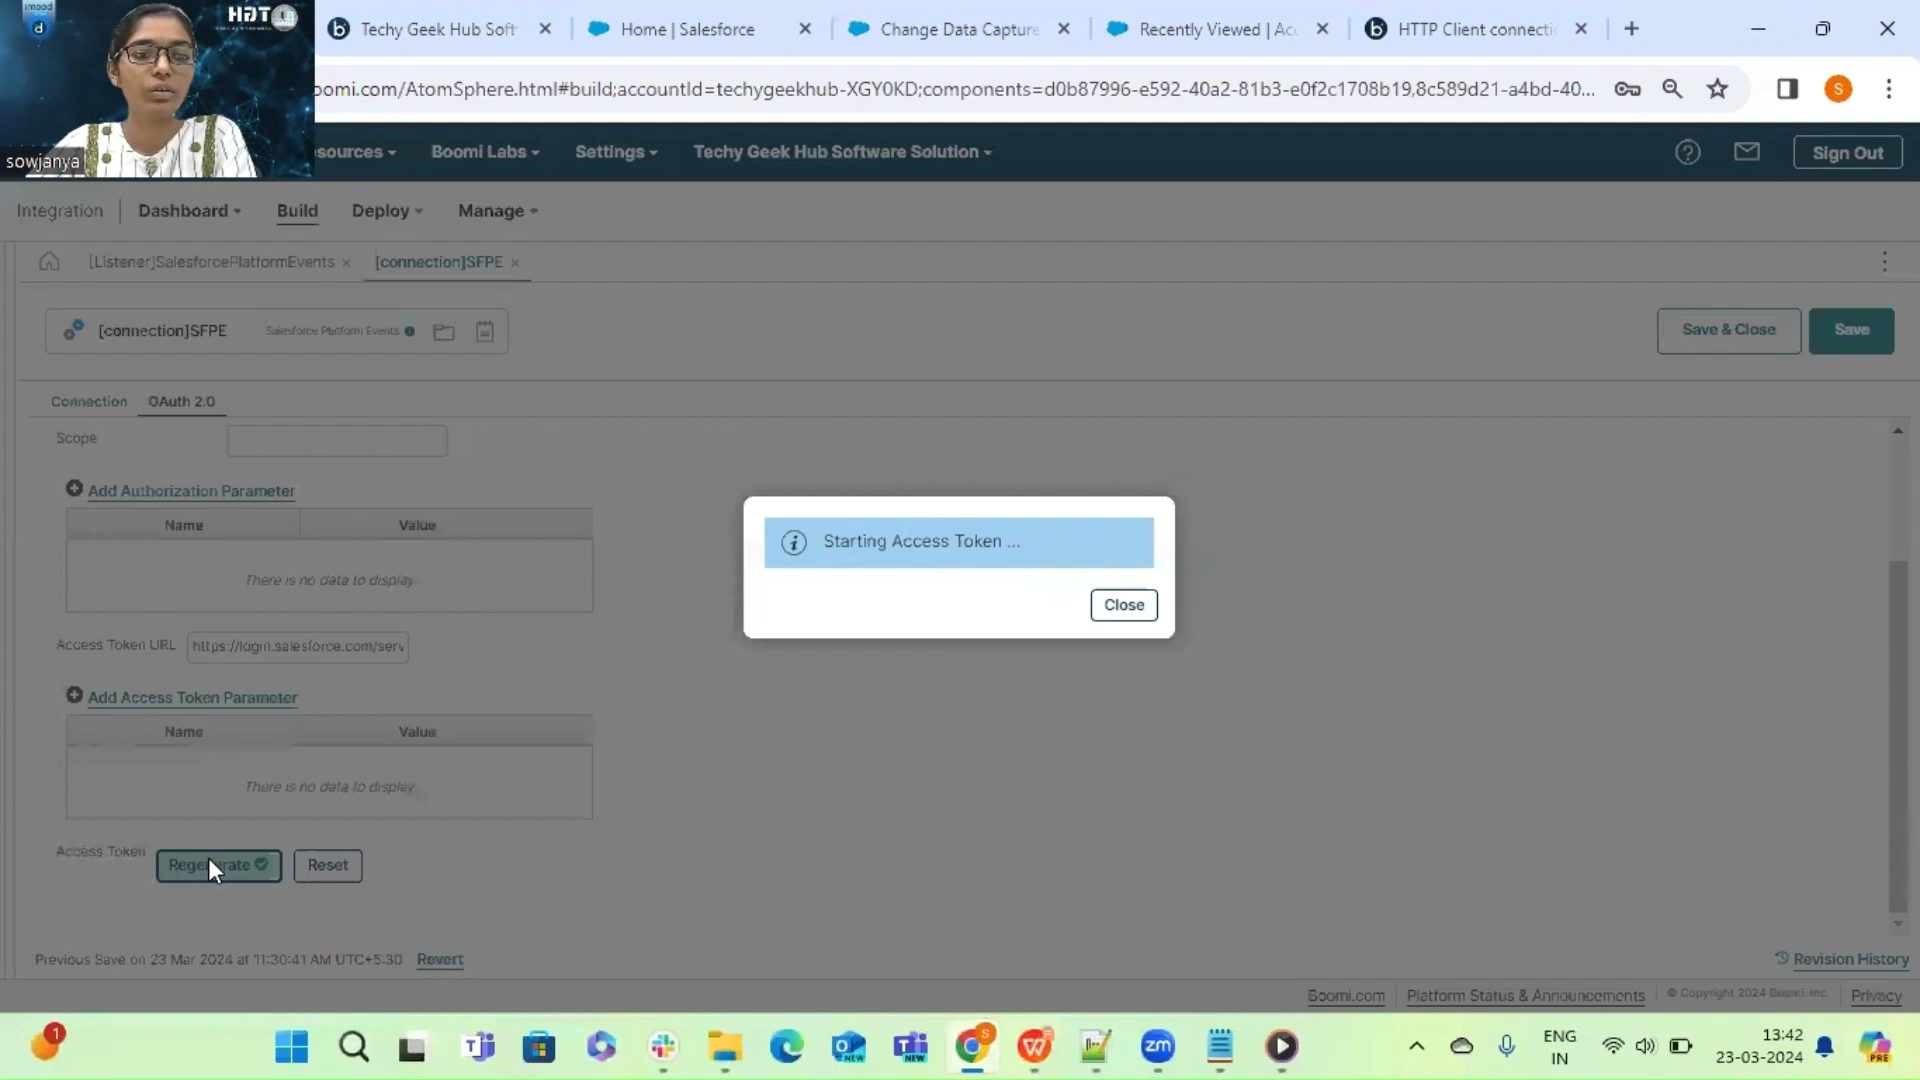 Techy Geek Hub Soft
Home | Salesforce
Change Data Capture
Recently Viewed | Acc
HTTP Client connecti
oomi.com/AtomSphere.html#build;accountId=techygeekhub-XGY0KD;components=d0b87996-e592-40a2-81b3-e0f2c1708b19,8c589d21-a4bd-40...
S
sowjanya
sources
Boomi Labs
Settings
Techy Geek Hub Software Solution
Sign Out
Integration
Dashboard
Build
Deploy
Manage
[Listener]SalesforcePlatformEvents
[connection]SFPE
[connection]SFPE
Salesforce Platform Events
Save & Close
Save
Connection
OAuth 2.0
Scope
Add Authorization Parameter
Name Value
There is no data to display.
Starting Access Token ...
Close
Access Token URL https://login.salesforce.com/serv
Add Access Token Parameter
Name Value
There is no data to display.
Access Token
Regenerate
Reset
Previous Save on 23 Mar 2024 at 11:30:41 AM UTC+5:30 Revert
Revision History
Boomi.com
Platform Status & Announcements
© Copyright 2024 Boomi, Inc.
Privacy
1
ENG
IN
13:42
23-03-2024